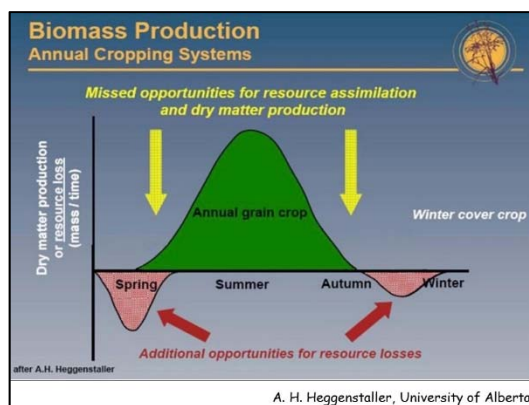 Biomass Production
Annual Cropping Systems
Missed opportunities for resource assimilation
and dry matter production
Dry matter production
or resource loss
(mass / time)
Annual grain crop
Winter cover crop
Spring
Summer
Autumn
Winter
Additional opportunities for resource losses
after A.H. Heggenstaller
A. H. Heggenstaller, University of Alberto